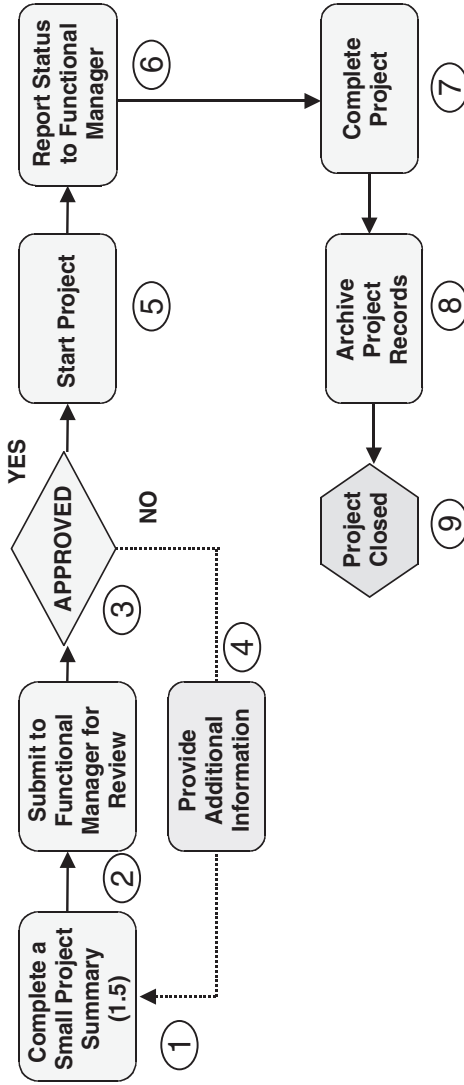 Complete a
Small Project
Summary
(1.5)
1
Submit to
Functional
Manager for
Review
2
APPROVED
3
YES
NO
Provide
Additional
Information
4
Start Project
5
Report Status
to Functional
Manager
6
Complete
Project
7
Archive
Project
Records
8
Project
Closed
9